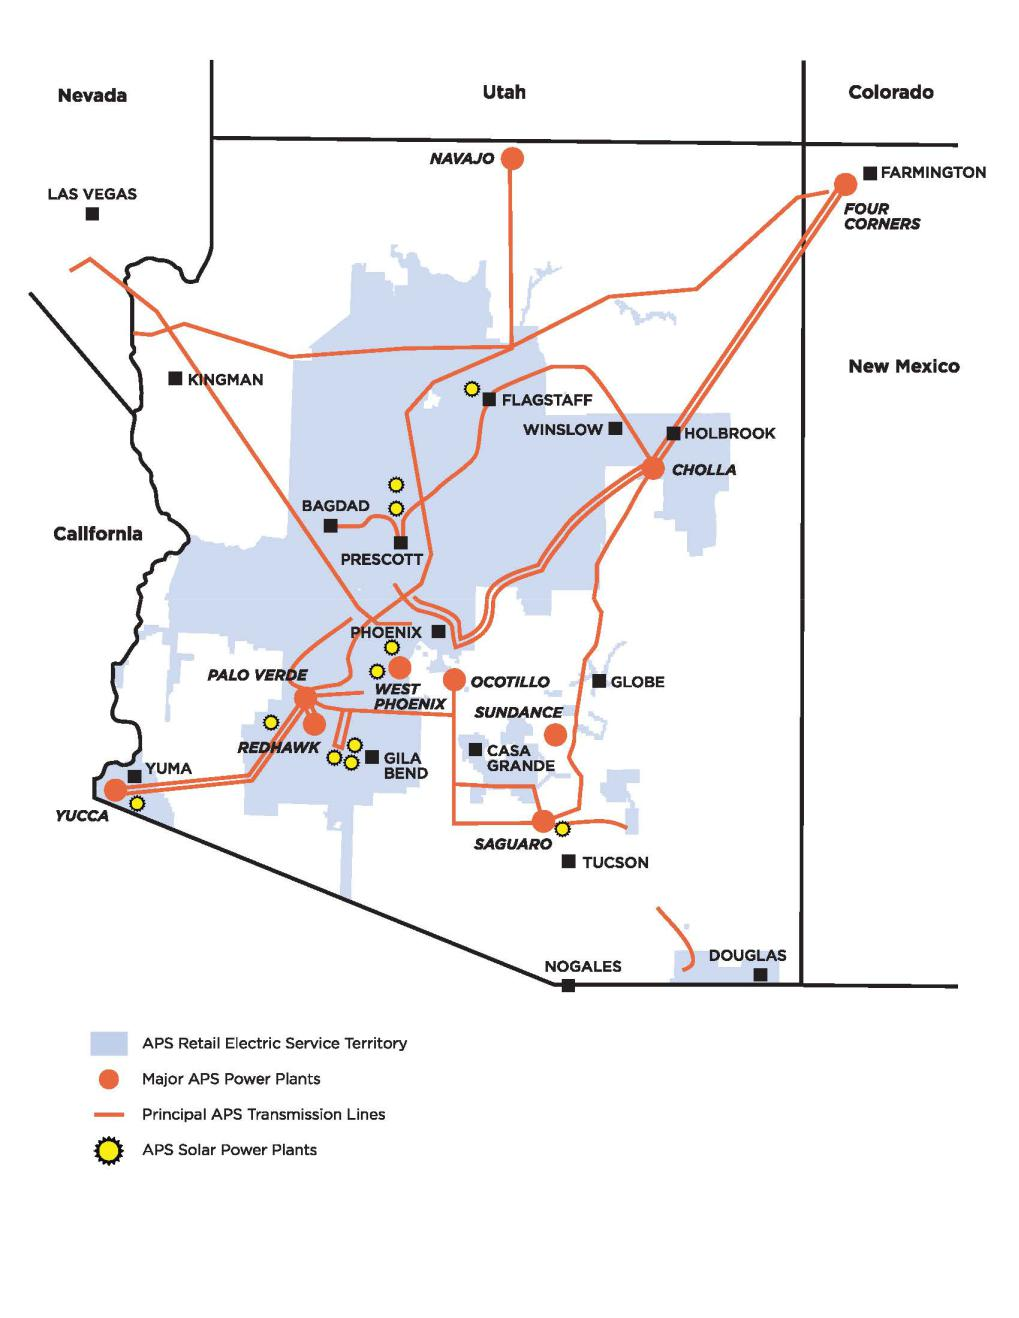 Nevada
Utah
Colorado
NAVAJO
FARMINGTON
LAS VEGAS
FOUR
CORNERS
New Mexico
KINGMAN
FLAGSTAFF
WINSLOW
HOLBROOK
CHOLLA
BAGDAD
California
PRESCOTT
PHOENIX
PALO VERDE
WEST
PHOENIX
OCOTILLO
GLOBE
SUNDANCE
REDHAWK
GILA
BEND
CASA
GRANDE
YUMA
YUCCA
SAGUARO
TUCSON
DOUGLAS
NOGALES
APS Retail Electric Service Territory
Major APS Power Plants
Principal APS Transmission Lines
APS Solar Power Plants